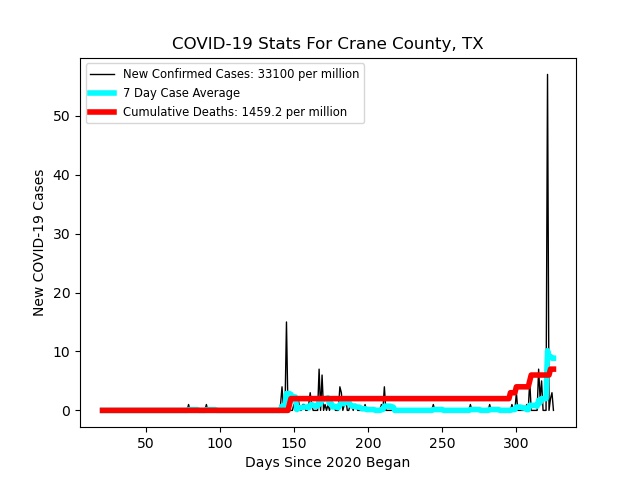 COVID-19 Stats For Crane County, TX
New Confirmed Cases: 33100 per million
7 Day Case Average
Cumulative Deaths: 1459.2 per million
New COVID-19 Cases
50
40
30
20
10
0
50 100 150 200 250 300
Days Since 2020 Began